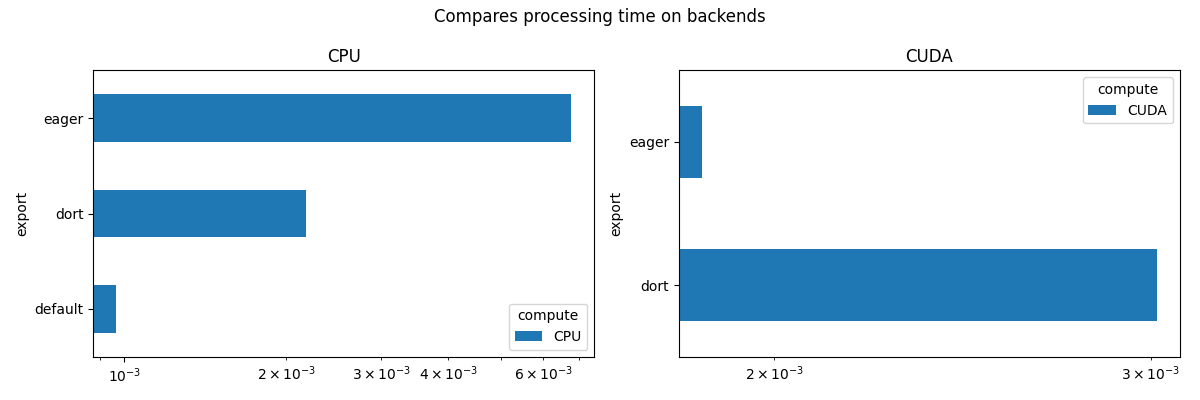 Compares processing time on backends
CPU
export
eager
dort
default
compute
CPU
10⁻³
2 × 10⁻³
3 × 10⁻³
4 × 10⁻³
6 × 10⁻³
CUDA
export
eager
dort
compute
CUDA
2 × 10⁻³
3 × 10⁻³